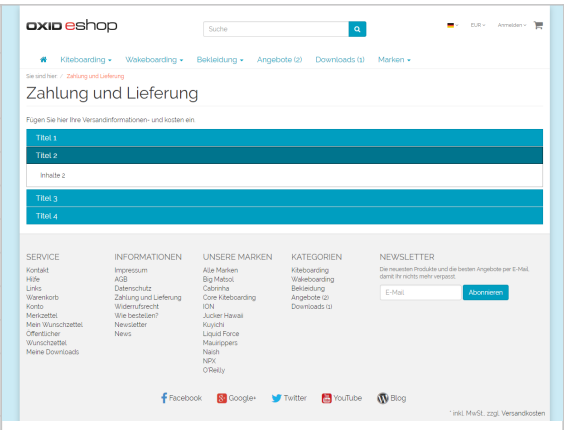 OXID eshop
Suche
EUR
Anmelden
Kiteboarding Wakeboarding Bekleidung Angebote (2) Downloads (1) Marken
Sie sind hier / Zahlung und Lieferung
Zahlung und Lieferung
Fügen Sie hier Ihre Versandinformationen- und kosten ein
Titel 1
Titel 2
Inhalte 2
Titel 3
Titel 4
SERVICE
Kontakt
Hilfe
Links
Warenkorb
Konto
Merkzettel
Mein Wunschzettel
Öffentlicher
Wunschzettel
Meine Downloads
INFORMATIONEN
Impressum
AGB
Datenschutz
Zahlung und Lieferung
Widerrufsrecht
Wie bestellen?
Newsletter
News
UNSERE MARKEN
Alle Marken
Big Matsol
Cabrinha
Core Kiteboarding
ION
Jucker Hawaii
Kuyichi
Liquid Force
Mauirippers
Naish
NPX
O'Reilly
KATEGORIEN
Kiteboarding
Wakeboarding
Bekleidung
Angebote (2)
Downloads (1)
NEWSLETTER
Die neuesten Produkte und die besten Angebote per E-Mail,
damit Ihr nichts mehr verpasst.
E-Mail
Abonnieren
Facebook Google+ Twitter YouTube Blog
* inkl. MwSt., zzgl. Versandkosten